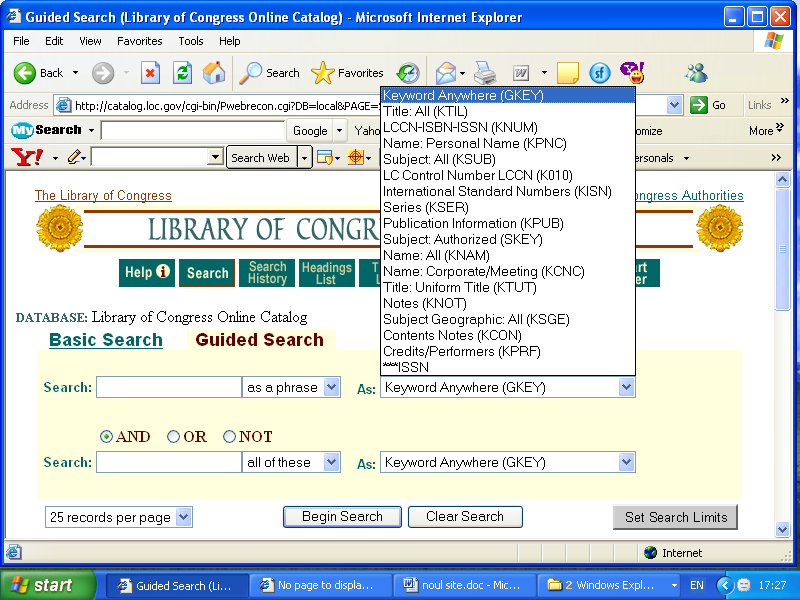 Guided Search (Library of Congress Online Catalog) - Microsoft Internet Explorer
File Edit View Favorites Tools Help
Back Search Favorites W sf Y!
Address http://catalog.loc.gov/cgi-bin/Pwebrecon.cgi?DB=local&PAGE= Go Links »
My Search Google Yaho omize More »
Y! Search Web ersonals »
Keyword Anywhere (GKEY)
Title: All (KTIL)
LCCN-ISBN-ISSN (KNUM)
Name: Personal Name (KPNC)
Subject: All (KSUB)
LC Control Number LCCN (K010)
International Standard Numbers (KISN)
Series (KSER)
Publication Information (KPUB)
Subject: Authorized (SKEY)
Name: All (KNAM)
Name: Corporate/Meeting (KCNC)
Title: Uniform Title (KTUT)
Notes (KNOT)
Subject Geographic: All (KSGE)
Contents Notes (KCON)
Credits/Performers (KPRF)
***ISSN
The Library of Congress ongress Authorities
LIBRARY OF CONG
Help i Search Search History Headings List T rt er
DATABASE: Library of Congress Online Catalog
Basic Search Guided Search
Search: as a phrase As: Keyword Anywhere (GKEY)
AND OR NOT
Search: all of these As: Keyword Anywhere (GKEY)
25 records per page Begin Search Clear Search Set Search Limits
Internet
start Guided Search (Li... No page to displa... noul site.doc - Mic... 2 Windows Expl... EN 17:27